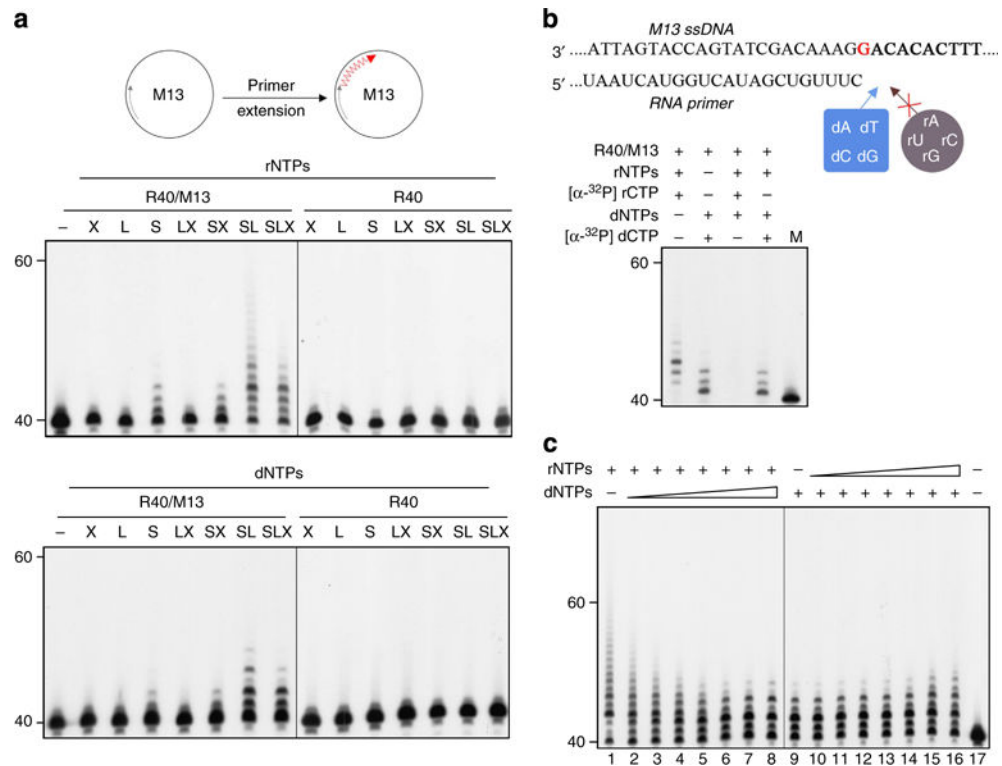 a
M13
Primer
extension
M13
rNTPs
R40/M13 R40
– X L S LX SX SL SLX X L S LX SX SL SLX
60
40
dNTPs
R40/M13 R40
– X L S LX SX SL SLX X L S LX SX SL SLX
60
40
b
M13 ssDNA
3′ ....ATTAGTACCAGTATCGACAAAGGACACACTTT....
5′ ...UAAUCAUGGUCAUAGCUGUUUC
RNA primer
dA dT
dC dG
rA
rU rC
rG
R40/M13 + + + +
rNTPs + – + +
[α-³²P] rCTP + – + –
dNTPs – + + +
[α-³²P] dCTP – + – + M
60
40
c
rNTPs + + + + + + + + – + –
dNTPs – + + + + + + + + + –
60
40
1 2 3 4 5 6 7 8 9 10 11 12 13 14 15 16 17